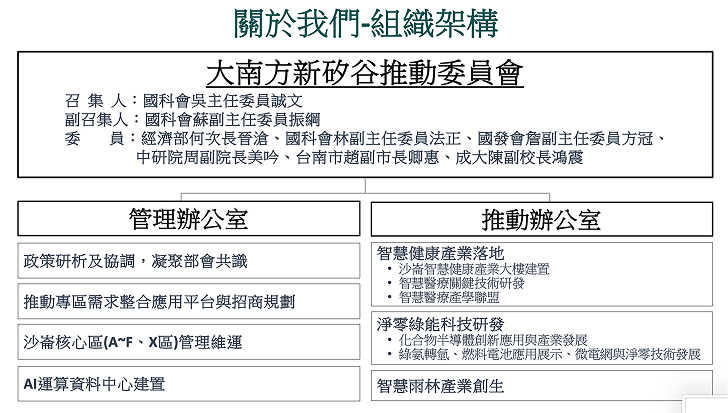 關於我們-組織架構
大南方新矽谷推動委員會
召 集 人：國科會吳主任委員誠文
副召集人：國科會蘇副主任委員振綱
委　　員：經濟部何次長晉滄、國科會林副主任委員法正、國發會詹副主任委員方冠、
中研院周副院長美吟、台南市趙副市長卿惠、成大陳副校長鴻震
管理辦公室
政策研析及協調，凝聚部會共識
推動專區需求整合應用平台與招商規劃
沙崙核心區(A~F、X區)管理維運
AI運算資料中心建置
推動辦公室
智慧健康產業落地
• 沙崙智慧健康產業大樓建置
• 智慧醫療關鍵技術研發
• 智慧醫療產學聯盟
淨零綠能科技研發
• 化合物半導體創新應用與產業發展
• 綠氨轉氫、燃料電池應用展示、微電網與淨零技術發展
智慧雨林產業創生